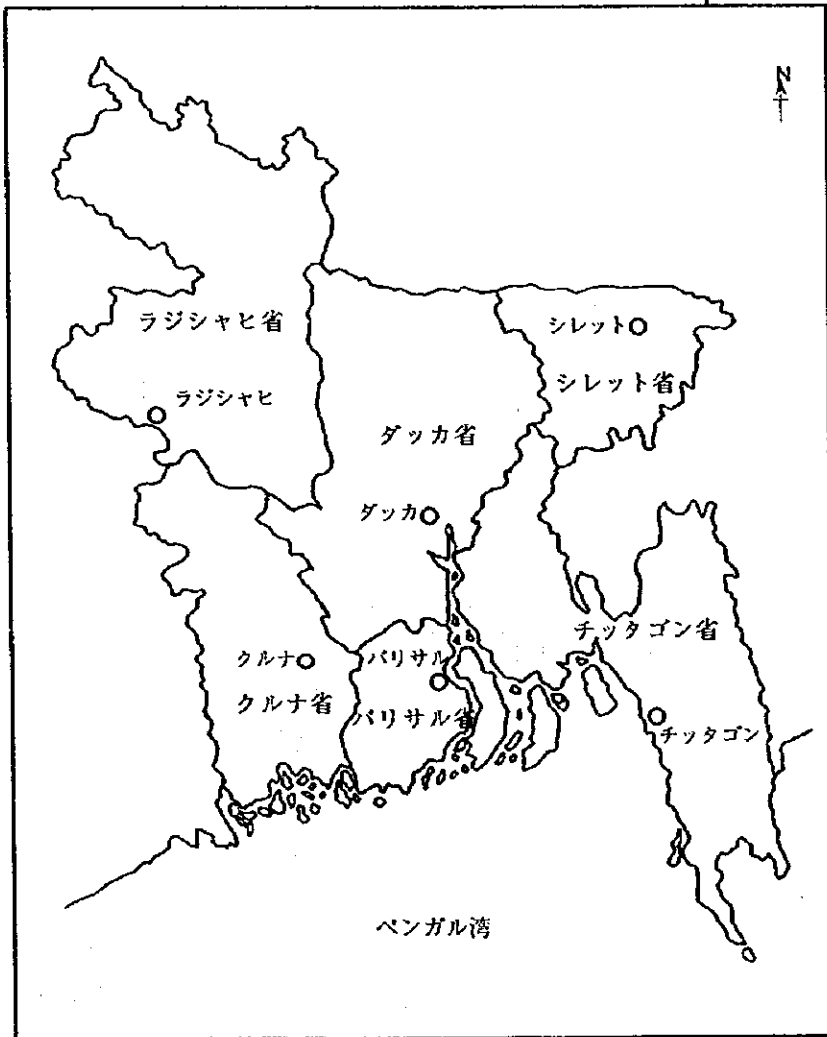 N
ラジシャヒ省
シレット
シレット省
ラジシャヒ
ダッカ省
ダッカ
チッタゴン省
クルナ
バリサル
クルナ省
バリサル省
チッタゴン
ベンガル湾